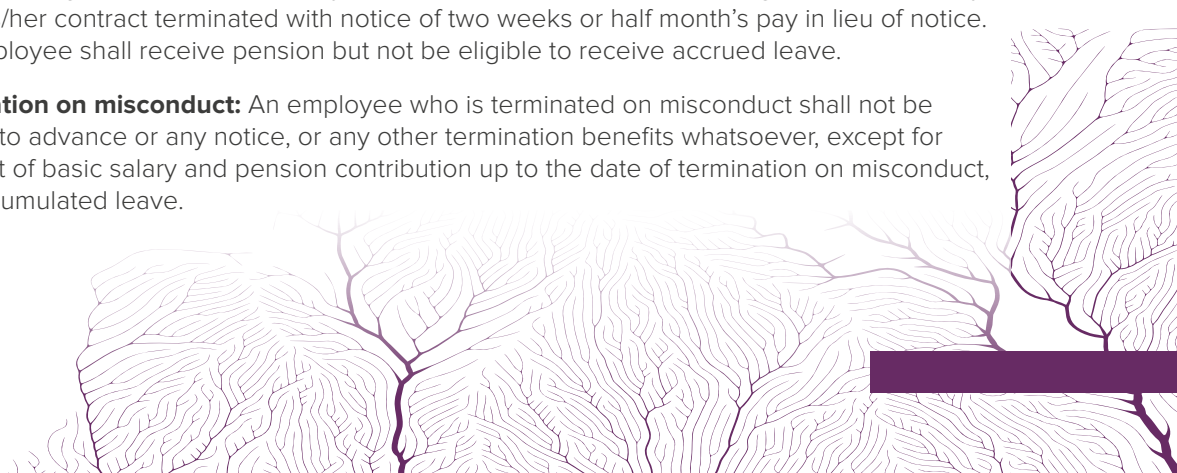 /her contract terminated with notice of two weeks or half month's pay in lieu of notice.
ployee shall receive pension but not be eligible to receive accrued leave.
ation on misconduct: An employee who is terminated on misconduct shall not be
to advance or any notice, or any other termination benefits whatsoever, except for
t of basic salary and pension contribution up to the date of termination on misconduct,
umulated leave.